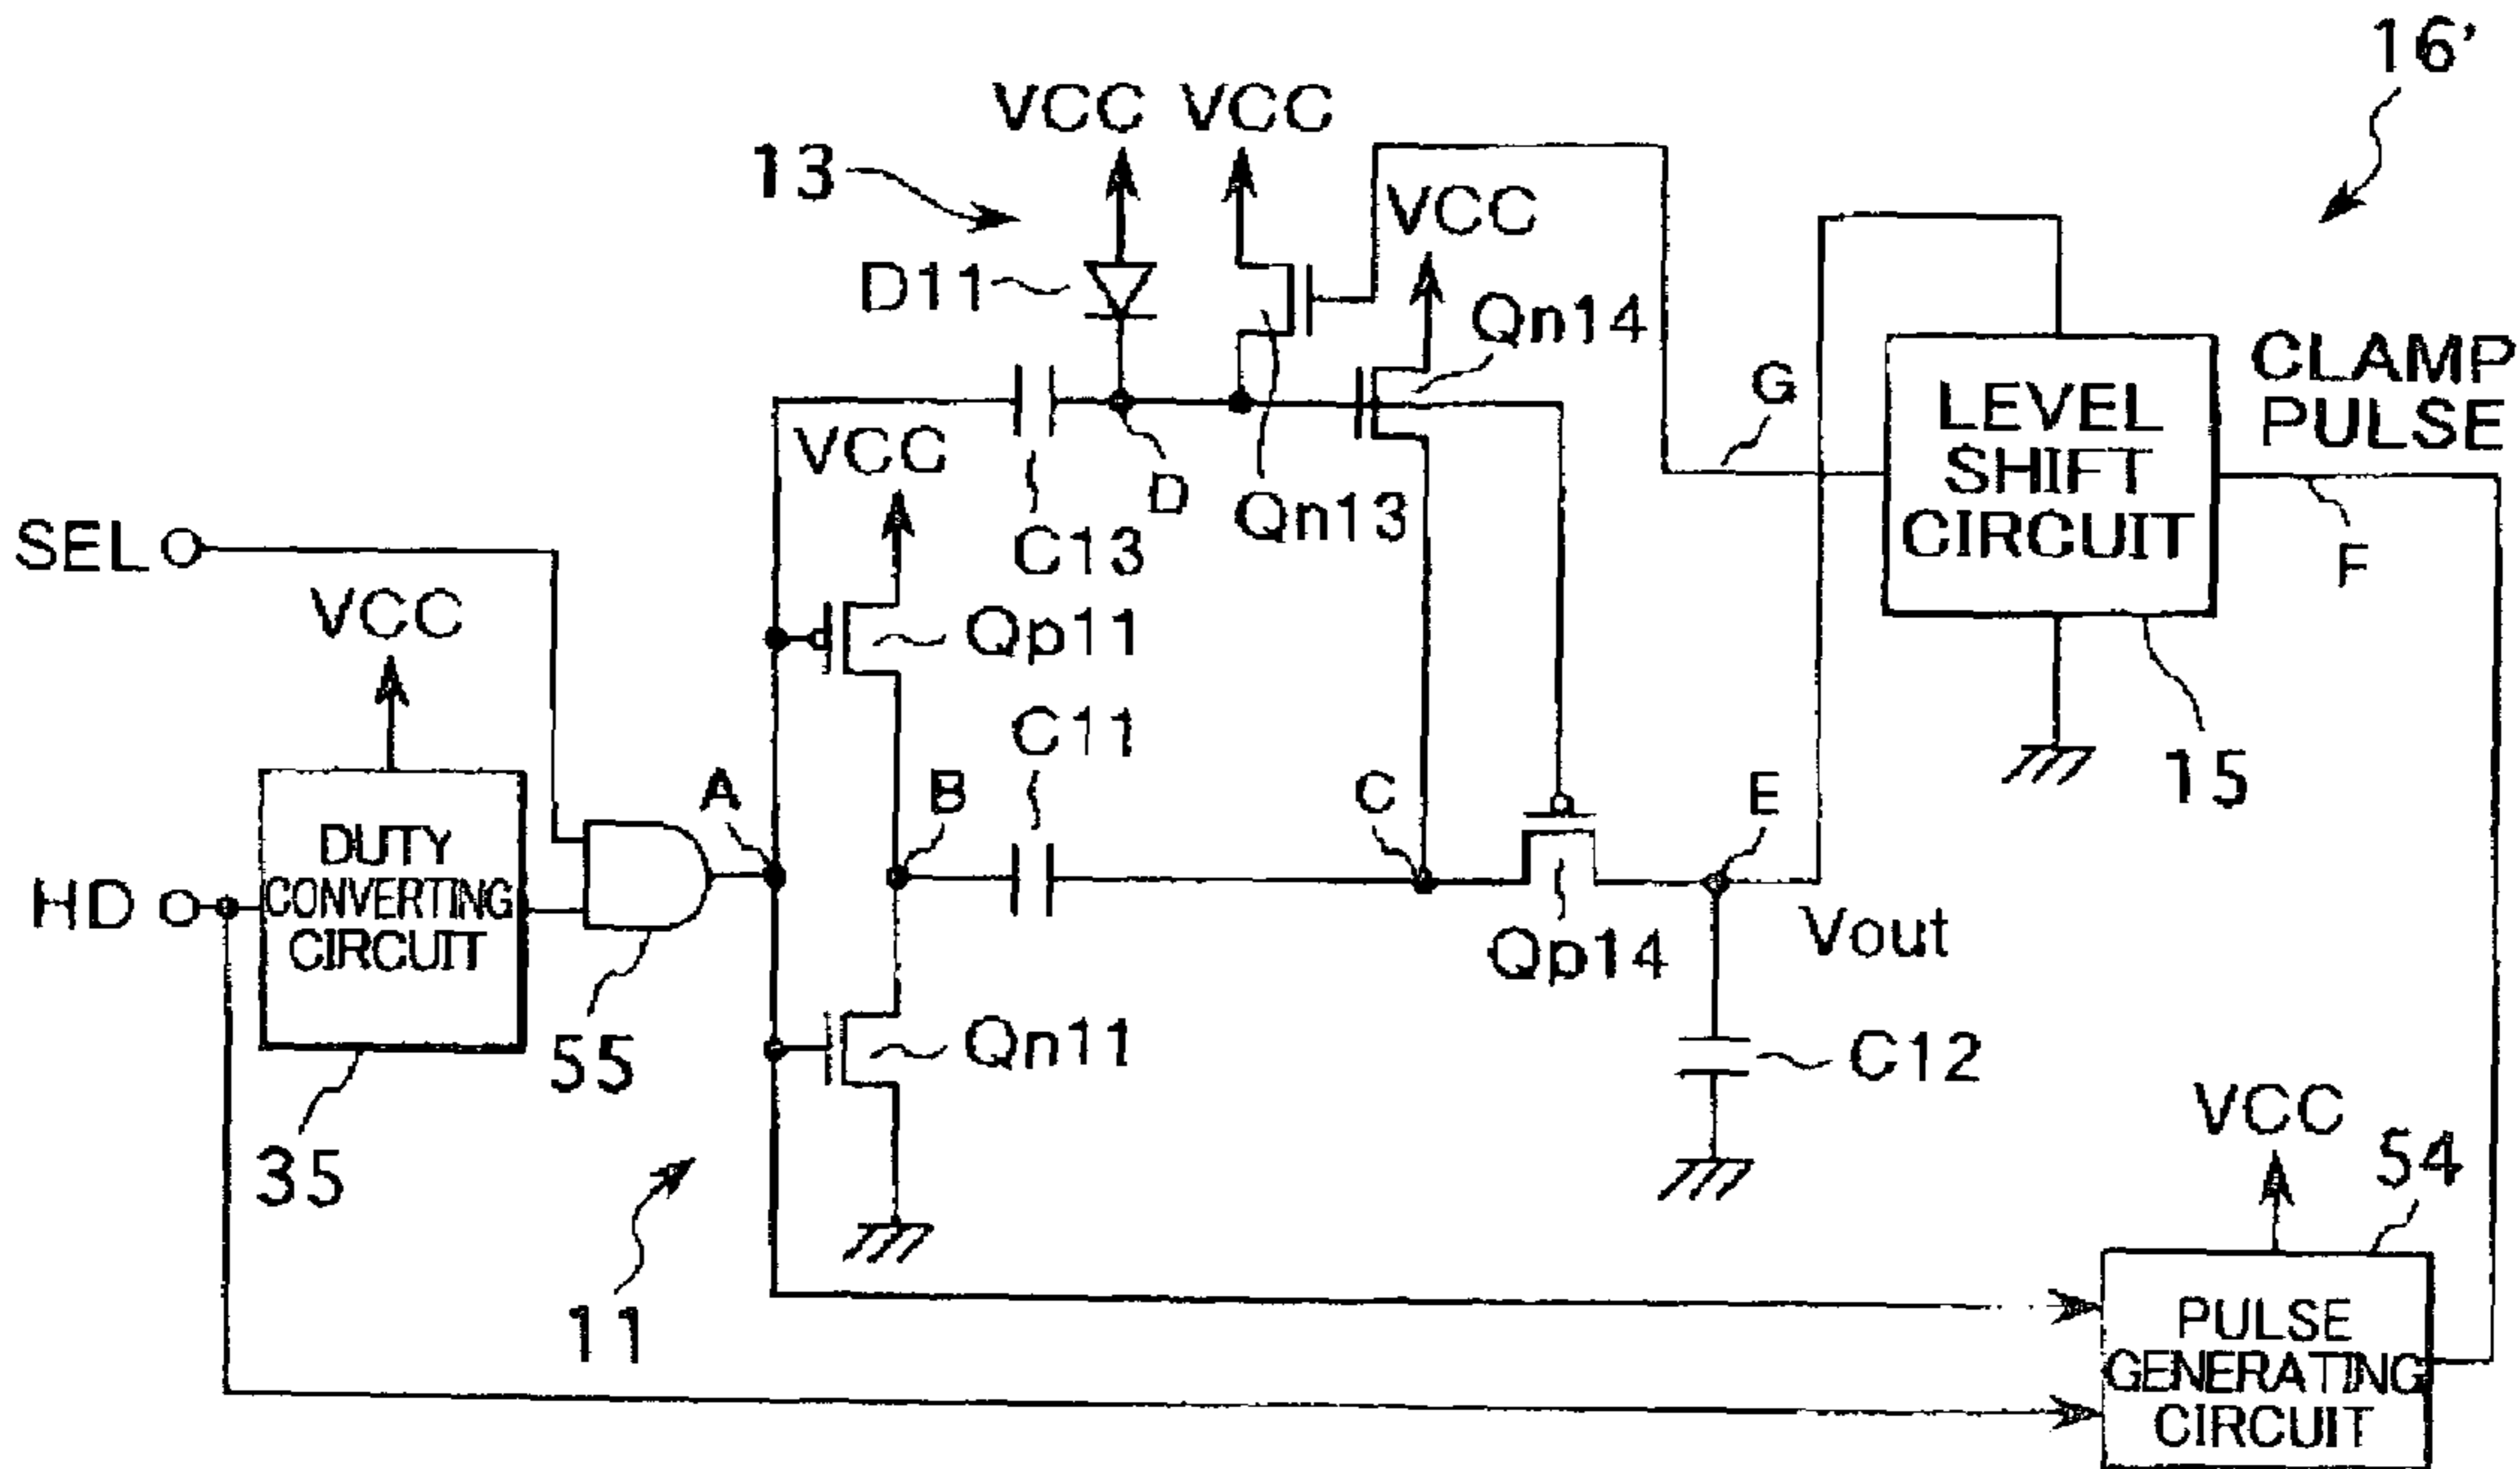 16’
VCC VCC
13
VCC
D11
Qn14
CLAMP
PULSE
G
LEVEL
SHIFT
CIRCUIT
VCC
D
Qn13
C13
SEL
F
VCC
Qp11
C11
15
A
B
C
E
DUTY
CONVERTING
CIRCUIT
HD
Vout
Qp14
55
Qn11
C12
35
VCC
54
11
PULSE
GENERATING
CIRCUIT